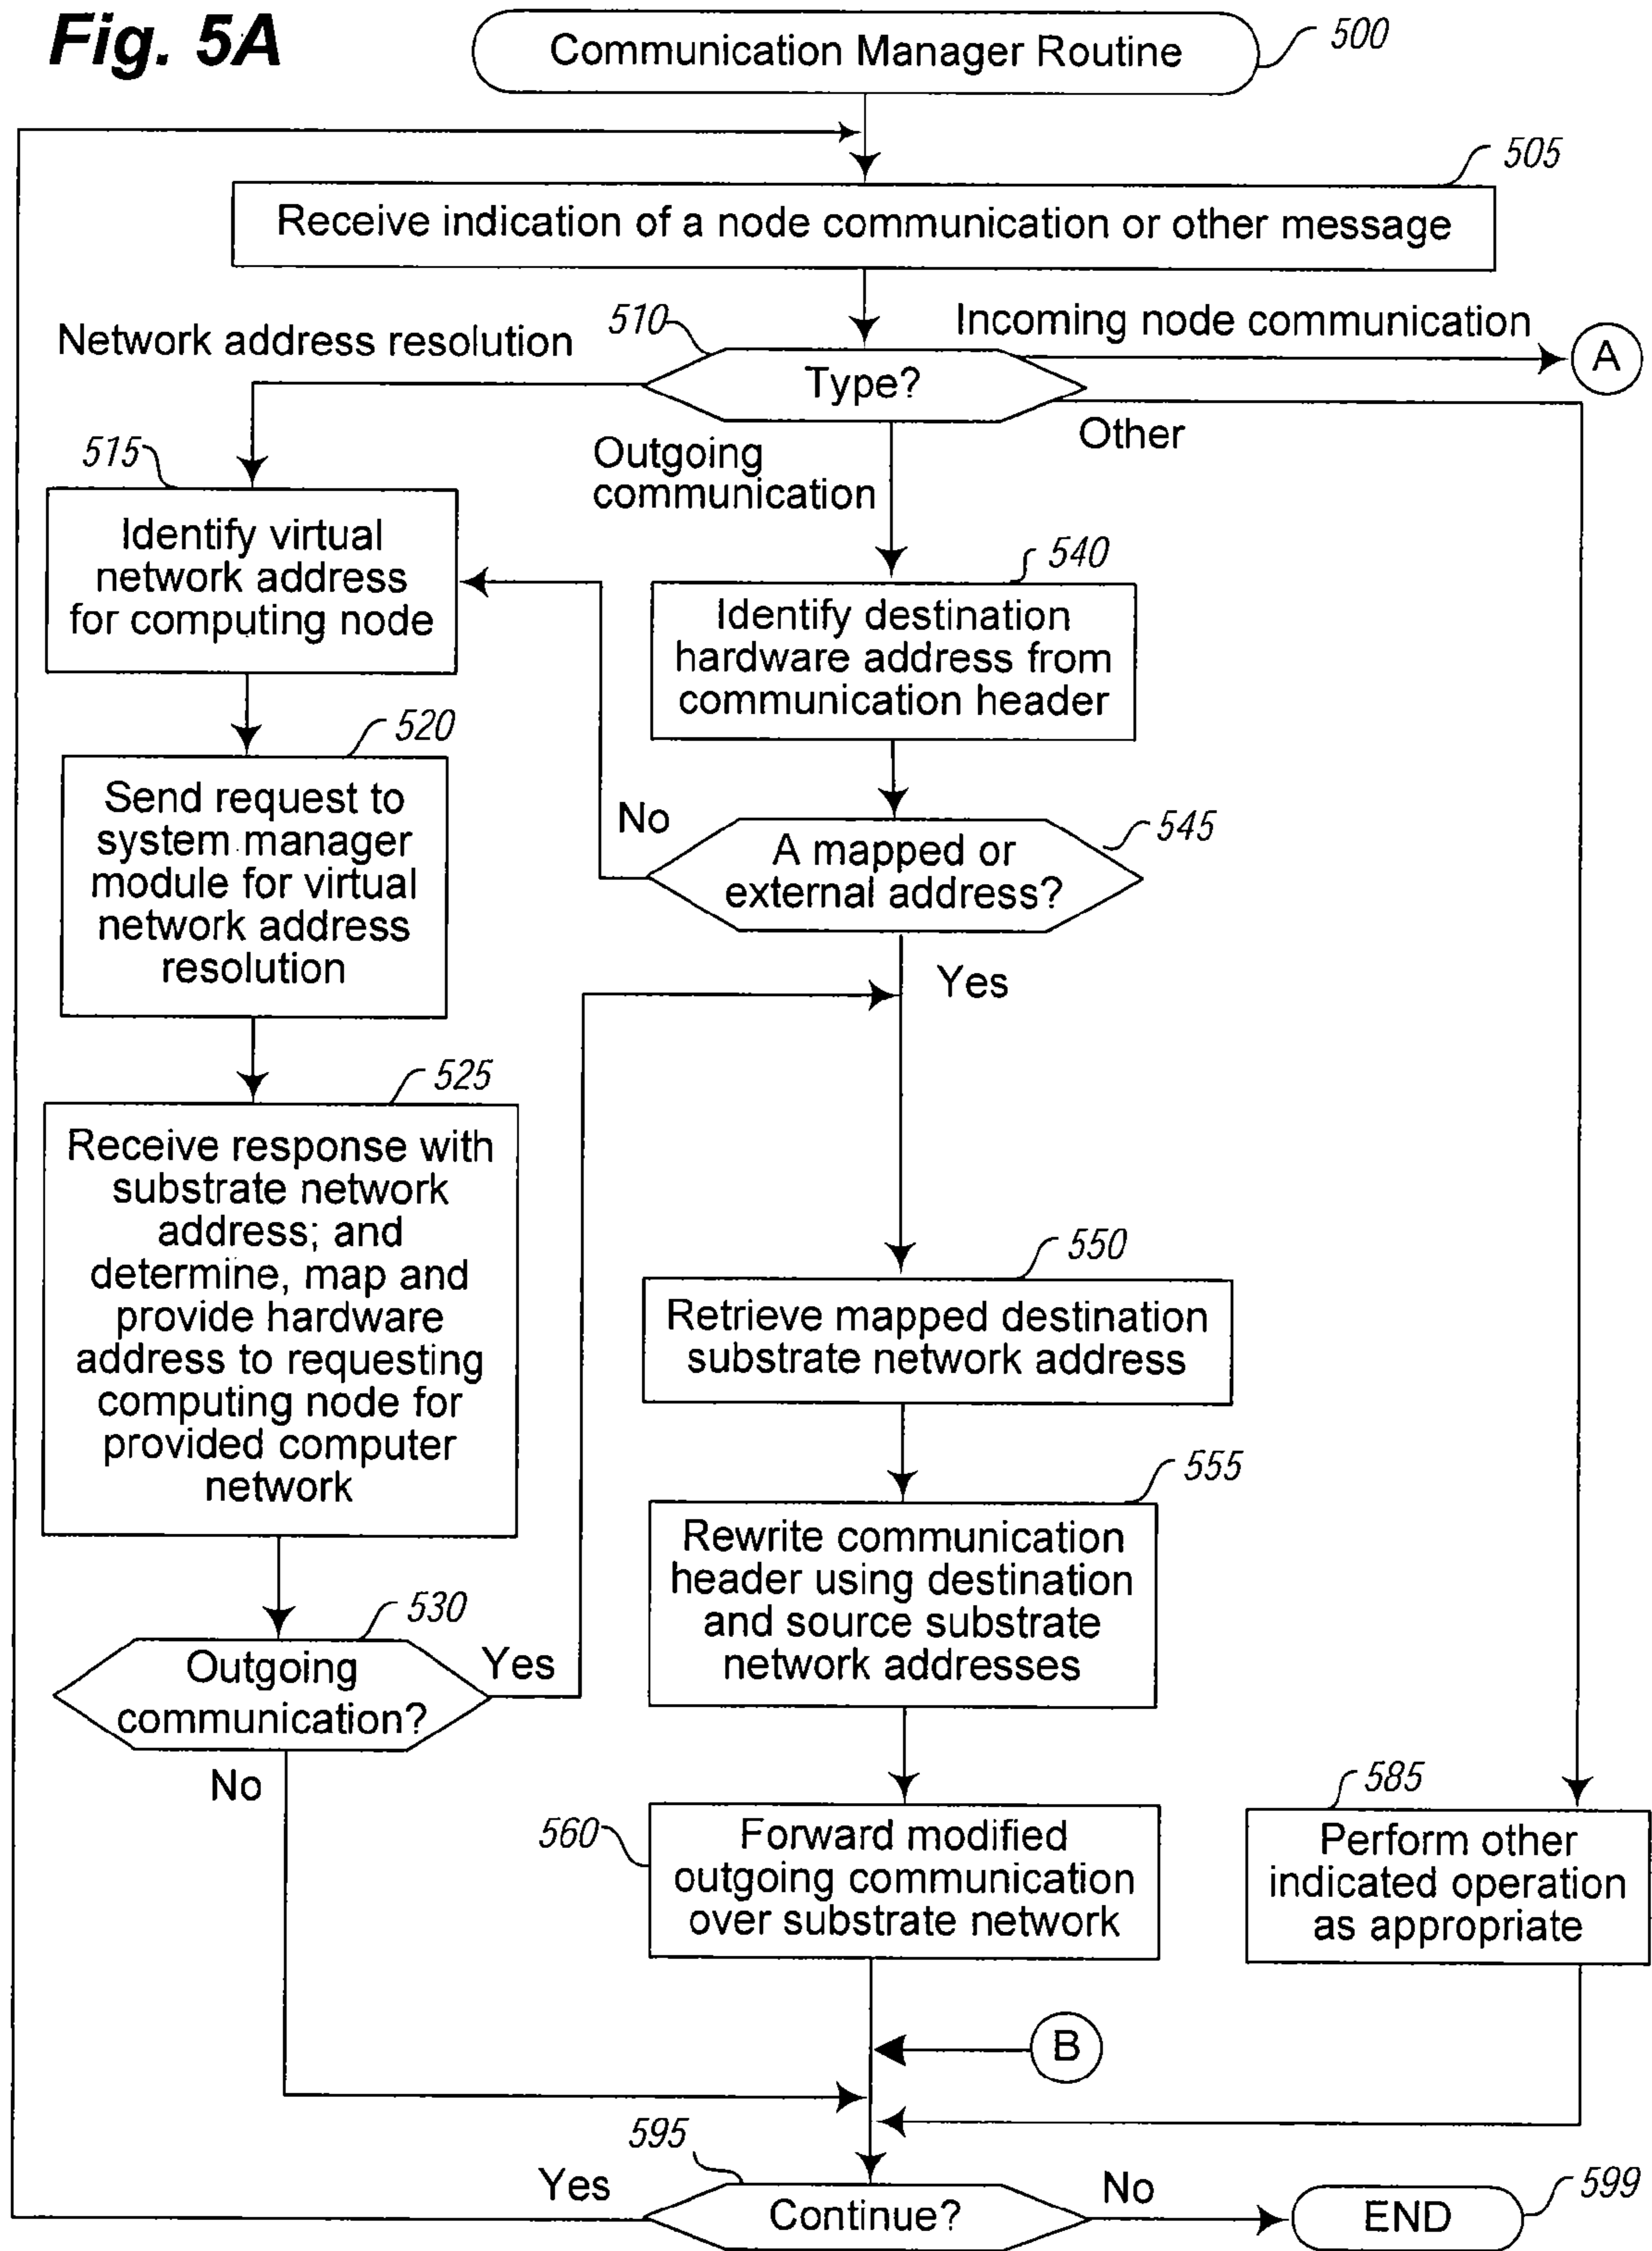 Fig. 5A
Communication Manager Routine
500
505
Receive indication of a node communication or other message
Network address resolution
510
Incoming node communication
Type?
A
Other
515
Outgoing
communication
Identify virtual
network address
for computing node
540
Identify destination
hardware address from
communication header
520
Send request to
system manager
module for virtual
network address
resolution
No
545
A mapped or
external address?
Yes
525
Receive response with
substrate network
address; and
determine, map and
provide hardware
address to requesting
computing node for
provided computer
network
550
Retrieve mapped destination
substrate network address
555
Rewrite communication
header using destination
and source substrate
network addresses
530
Outgoing
communication?
Yes
No
560
Forward modified
outgoing communication
over substrate network
585
Perform other
indicated operation
as appropriate
B
595
Yes
Continue?
No
END
599